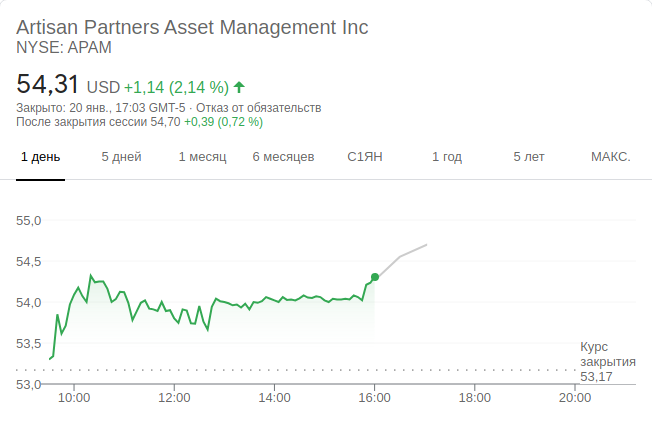 Artisan Partners Asset Management Inc
NYSE: APAM
54,31 USD +1,14 (2,14 %)
Закрыто: 20 янв., 17:03 GMT-5 · Отказ от обязательств
После закрытия сессии 54,70 +0,39 (0,72 %)
1 день 5 дней 1 месяц 6 месяцев С1ЯН 1 год 5 лет МАКС.
55,0
54,5
54,0
53,5
53,0
Курс
закрытия
53,17
10:00 12:00 14:00 16:00 18:00 20:00